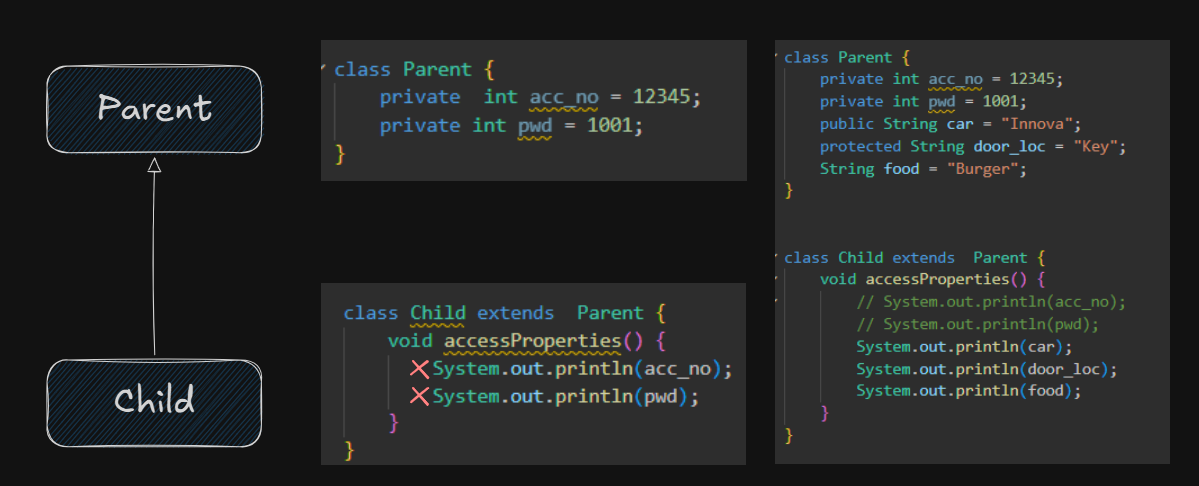 Parent
Child
class Parent {
private  int acc_no = 12345;
private int pwd = 1001;
}
class Child extends  Parent {
void accessProperties() {
❌System.out.println(acc_no);
❌System.out.println(pwd);
}
}
class Parent {
private int acc_no = 12345;
private int pwd = 1001;
public String car = "Innova";
protected String door_loc = "Key";
String food = "Burger";
}
class Child extends  Parent {
void accessProperties() {
// System.out.println(acc_no);
// System.out.println(pwd);
System.out.println(car);
System.out.println(door_loc);
System.out.println(food);
}
}